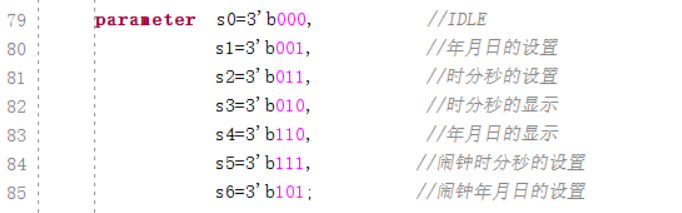 79 parameter s0=3'b000, //IDLE
80 s1=3'b001, //年月日的设置
81 s2=3'b011, //时分秒的设置
82 s3=3'b010, //时分秒的显示
83 s4=3'b110, //年月日的显示
84 s5=3'b111, //闹钟时分秒的设置
85 s6=3'b101; //闹钟年月日的设置